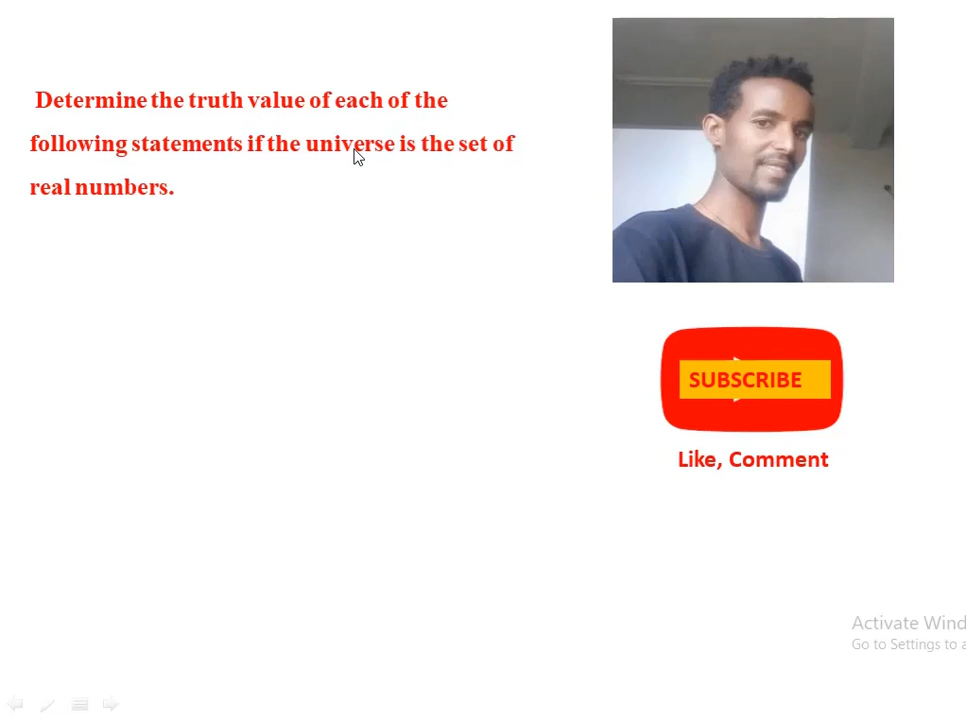 Determine the truth value of each of the
following statements if the universe is the set of
real numbers.
SUBSCRIBE
Like, Comment
Activate Wind
Go to Settings to a